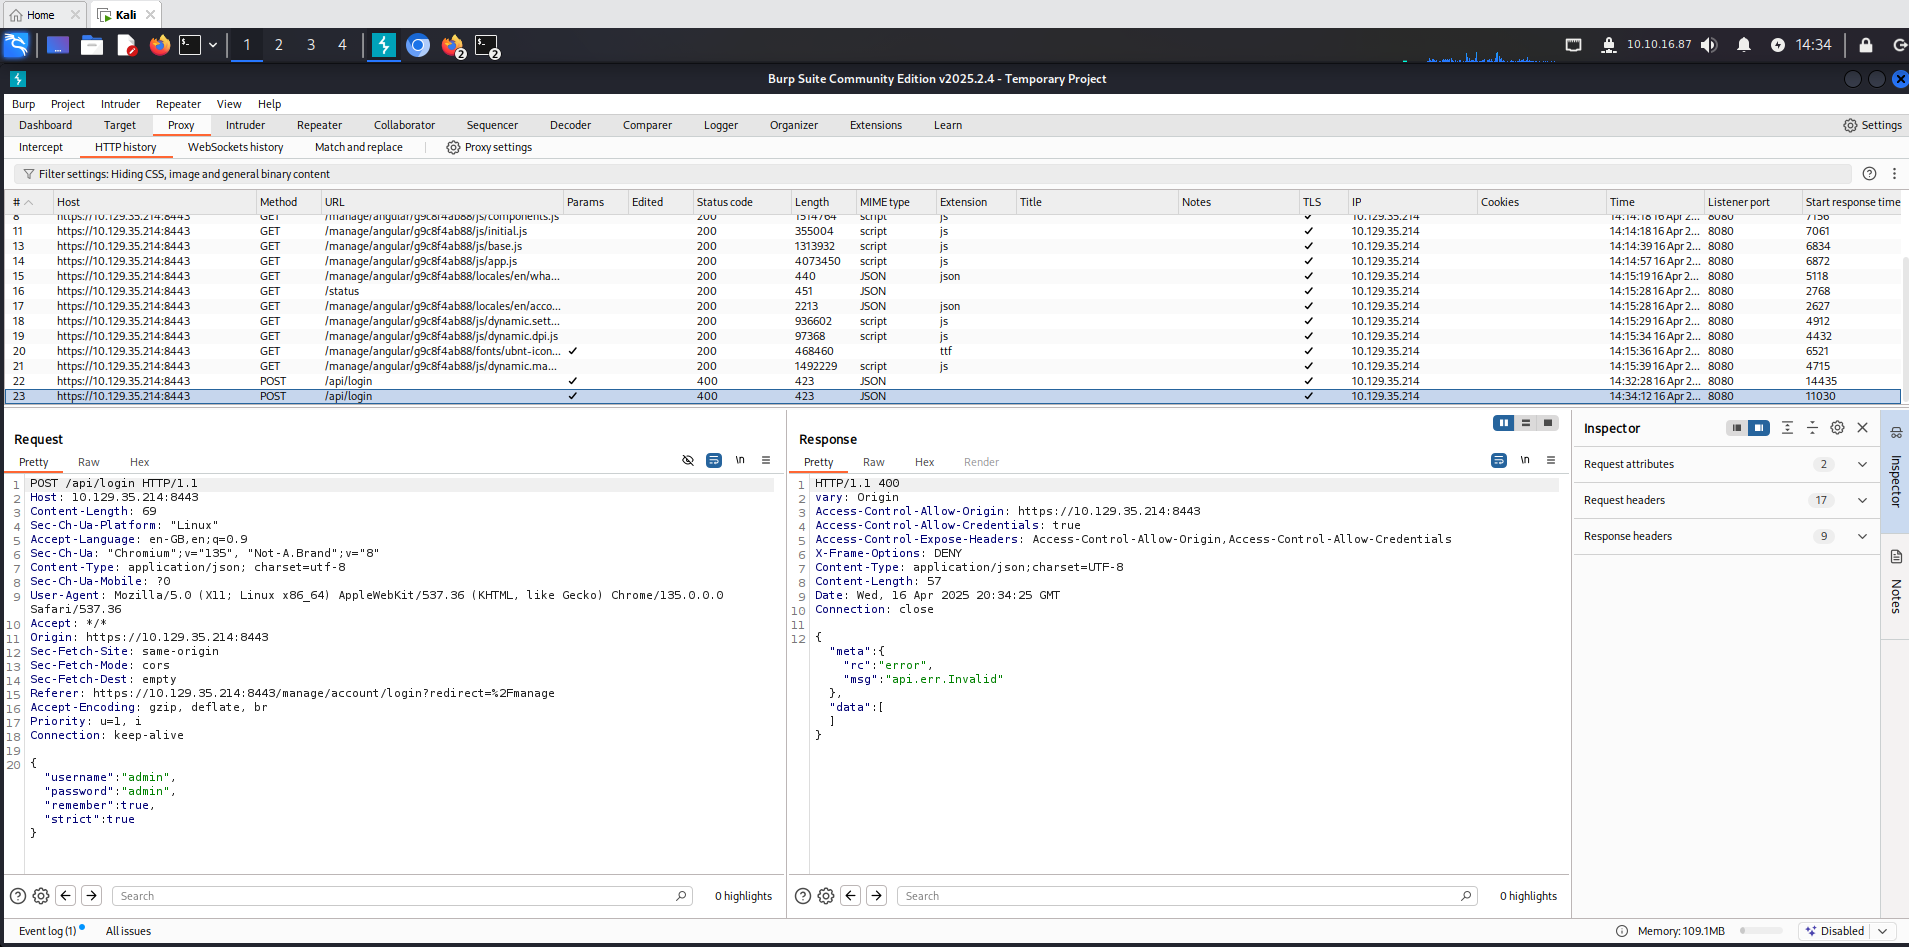 Home
Kali
1 2 3 4
2
2
10.10.16.87
14:34
Burp Suite Community Edition v2025.2.4 - Temporary Project
Burp Project Intruder Repeater View Help
Dashboard Target Proxy Intruder Repeater Collaborator Sequencer Decoder Comparer Logger Organizer Extensions Learn Settings
Intercept HTTP history WebSockets history Match and replace Proxy settings
Filter settings: Hiding CSS, image and general binary content
# Host Method URL Params Edited Status code Length MIME type Extension Title Notes TLS IP Cookies Time Listener port Start response time
8 https://10.129.35.214:8443 GET /manage/angular/g9c8f4ab88/js/components.js 200 1514764 script js 10.129.35.214 14:14:18 16 Apr 2... 8080 7156
11 https://10.129.35.214:8443 GET /manage/angular/g9c8f4ab88/js/initial.js 200 355004 script js 10.129.35.214 14:14:18 16 Apr 2... 8080 7061
13 https://10.129.35.214:8443 GET /manage/angular/g9c8f4ab88/js/base.js 200 1313932 script js 10.129.35.214 14:14:39 16 Apr 2... 8080 6834
14 https://10.129.35.214:8443 GET /manage/angular/g9c8f4ab88/js/app.js 200 4073450 script js 10.129.35.214 14:14:57 16 Apr 2... 8080 6872
15 https://10.129.35.214:8443 GET /manage/angular/g9c8f4ab88/locales/en/wha... 200 440 JSON json 10.129.35.214 14:15:19 16 Apr 2... 8080 5118
16 https://10.129.35.214:8443 GET /status 200 451 JSON 10.129.35.214 14:15:28 16 Apr 2... 8080 2768
17 https://10.129.35.214:8443 GET /manage/angular/g9c8f4ab88/locales/en/acco... 200 2213 JSON json 10.129.35.214 14:15:28 16 Apr 2... 8080 2627
18 https://10.129.35.214:8443 GET /manage/angular/g9c8f4ab88/js/dynamic.sett... 200 936602 script js 10.129.35.214 14:15:29 16 Apr 2... 8080 4912
19 https://10.129.35.214:8443 GET /manage/angular/g9c8f4ab88/js/dynamic.dpi.js 200 97368 script js 10.129.35.214 14:15:34 16 Apr 2... 8080 4432
20 https://10.129.35.214:8443 GET /manage/angular/g9c8f4ab88/fonts/ubnt-icon... 200 468460 ttf 10.129.35.214 14:15:36 16 Apr 2... 8080 6521
21 https://10.129.35.214:8443 GET /manage/angular/g9c8f4ab88/js/dynamic.ma... 200 1492229 script js 10.129.35.214 14:15:39 16 Apr 2... 8080 4715
22 https://10.129.35.214:8443 POST /api/login 400 423 JSON 10.129.35.214 14:32:28 16 Apr 2... 8080 14435
23 https://10.129.35.214:8443 POST /api/login 400 423 JSON 10.129.35.214 14:34:12 16 Apr 2... 8080 11030
Request
Pretty Raw Hex \n
1 POST /api/login HTTP/1.1
2 Host: 10.129.35.214:8443
3 Content-Length: 69
4 Sec-Ch-Ua-Platform: "Linux"
5 Accept-Language: en-GB,en;q=0.9
6 Sec-Ch-Ua: "Chromium";v="135", "Not-A.Brand";v="8"
7 Content-Type: application/json; charset=utf-8
8 Sec-Ch-Ua-Mobile: ?0
9 User-Agent: Mozilla/5.0 (X11; Linux x86_64) AppleWebKit/537.36 (KHTML, like Gecko) Chrome/135.0.0.0
Safari/537.36
10 Accept: */*
11 Origin: https://10.129.35.214:8443
12 Sec-Fetch-Site: same-origin
13 Sec-Fetch-Mode: cors
14 Sec-Fetch-Dest: empty
15 Referer: https://10.129.35.214:8443/manage/account/login?redirect=%2Fmanage
16 Accept-Encoding: gzip, deflate, br
17 Priority: u=1, i
18 Connection: keep-alive
19
20 {
"username":"admin",
"password":"admin",
"remember":true,
"strict":true
}
Search 0 highlights
Response
Pretty Raw Hex Render \n
1 HTTP/1.1 400
2 vary: Origin
3 Access-Control-Allow-Origin: https://10.129.35.214:8443
4 Access-Control-Allow-Credentials: true
5 Access-Control-Expose-Headers: Access-Control-Allow-Origin,Access-Control-Allow-Credentials
6 X-Frame-Options: DENY
7 Content-Type: application/json;charset=UTF-8
8 Content-Length: 57
9 Date: Wed, 16 Apr 2025 20:34:25 GMT
10 Connection: close
11
12 {
"meta":{
"rc":"error",
"msg":"api.err.Invalid"
},
"data":[
]
}
Search 0 highlights
Inspector
Request attributes 2
Request headers 17
Response headers 9
Inspector
Notes
Event log (1) All issues
Memory: 109.1MB
Disabled